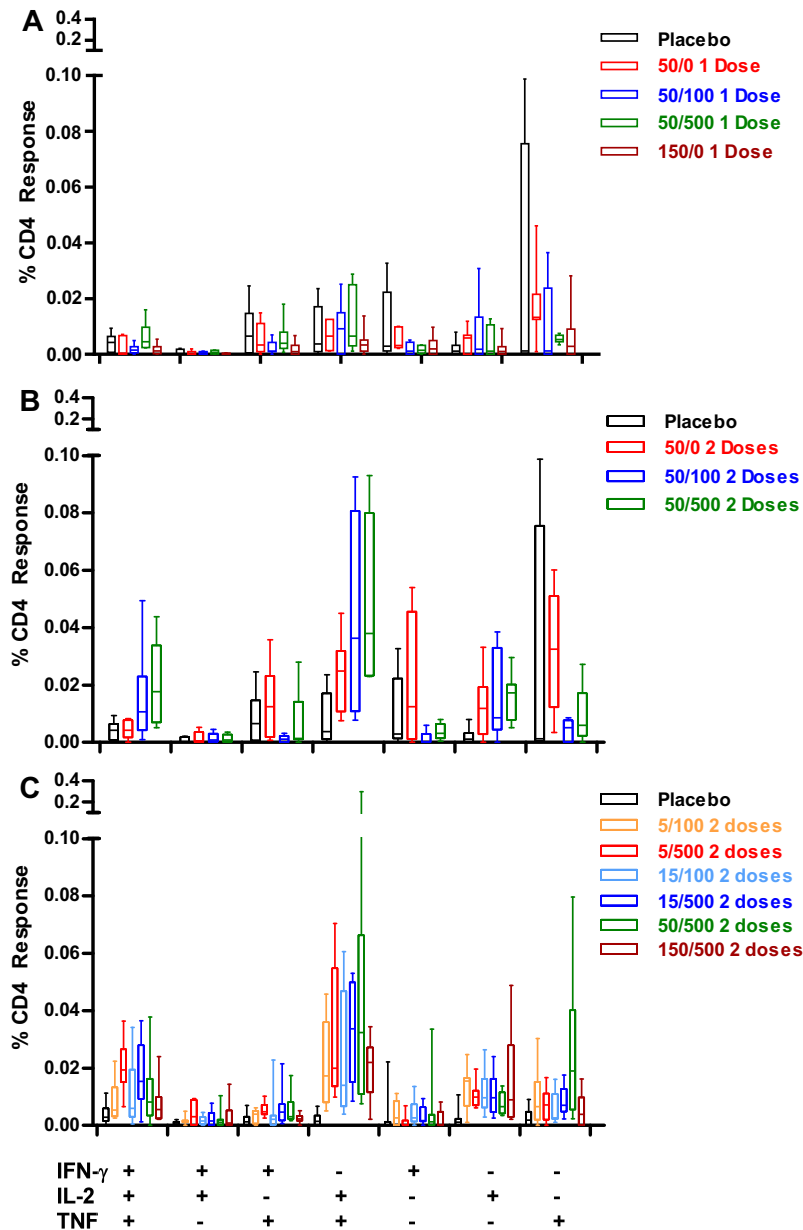 A
0.4
0.2
0.10
0.08
0.06
0.04
0.02
0.00
% CD4 Response
Placebo
50/0 1 Dose
50/100 1 Dose
50/500 1 Dose
150/0 1 Dose
B
0.4
0.2
0.10
0.08
0.06
0.04
0.02
0.00
% CD4 Response
Placebo
50/0 2 Doses
50/100 2 Doses
50/500 2 Doses
C
0.4
0.2
0.10
0.08
0.06
0.04
0.02
0.00
% CD4 Response
Placebo
5/100 2 doses
5/500 2 doses
15/100 2 doses
15/500 2 doses
50/500 2 doses
150/500 2 doses
IFN-γ + + + - + - -
IL-2 + + - + - + -
TNF + - + + - - +